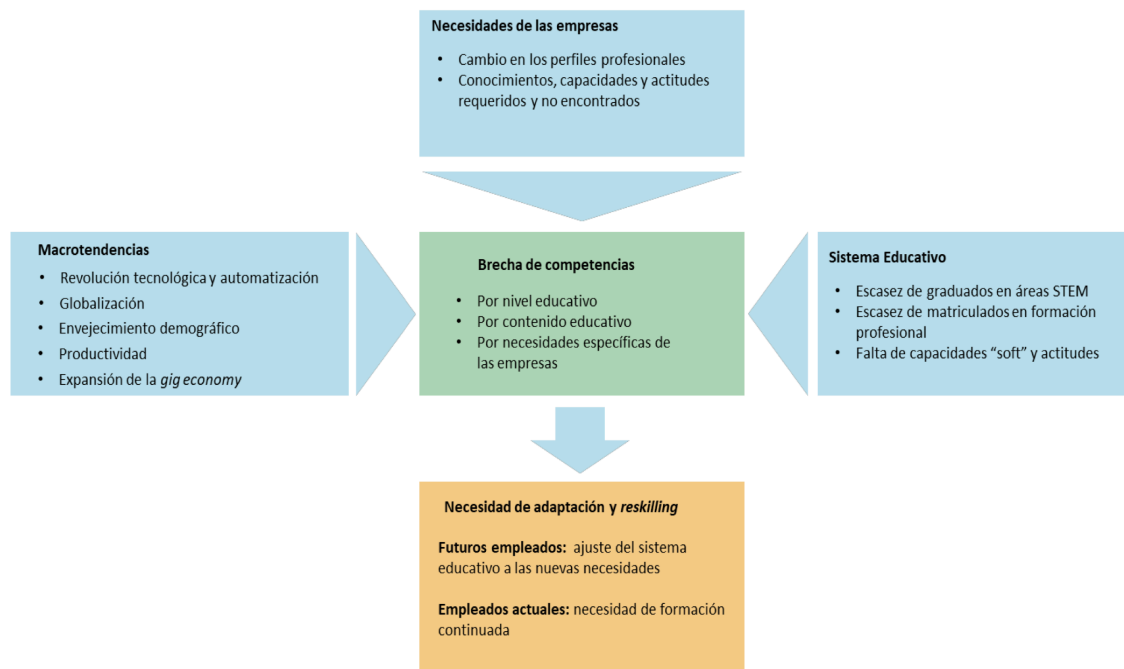 Necesidades de las empresas
• Cambio en los perfiles profesionales
• Conocimientos, capacidades y actitudes
requeridos y no encontrados
Macrotendencias
• Revolución tecnológica y automatización
• Globalización
• Envejecimiento demográfico
• Productividad
• Expansión de la gig economy
Brecha de competencias
• Por nivel educativo
• Por contenido educativo
• Por necesidades específicas de
las empresas
Sistema Educativo
• Escasez de graduados en áreas STEM
• Escasez de matriculados en formación
profesional
• Falta de capacidades “soft” y actitudes
Necesidad de adaptación y reskilling
Futuros empleados: ajuste del sistema
educativo a las nuevas necesidades
Empleados actuales: necesidad de formación
continuada